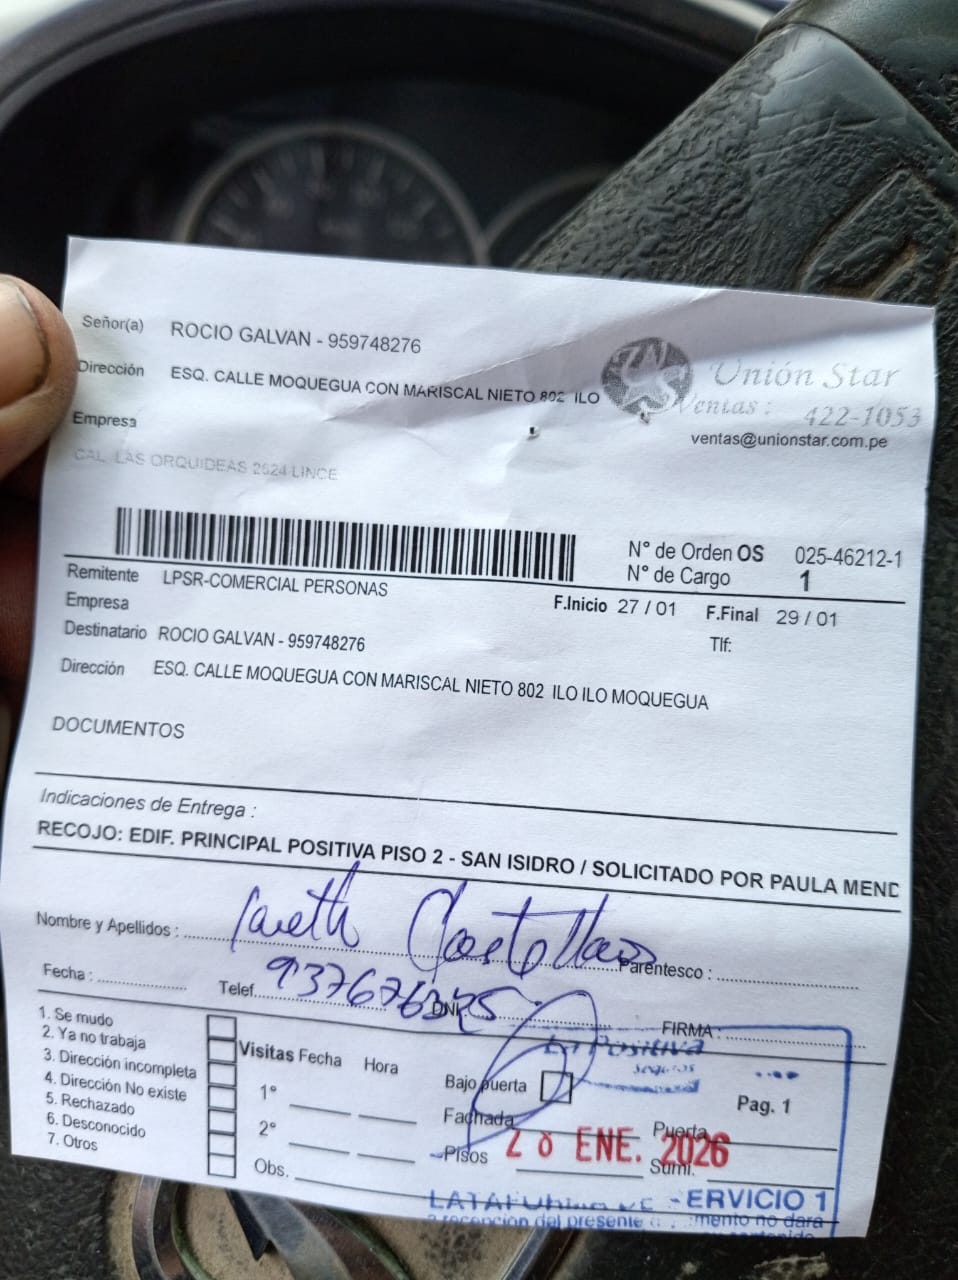 Señor(a) ROCIO GALVAN - 959748276
Dirección ESQ. CALLE MOQUEGUA CON MARISCAL NIETO 802 ILO
Unión Star
Ventas: 422-1053
ventas@unionstar.com.pe
Empresa
CAL. LAS ORQUIDEAS 2624 LINCE
N° de Orden OS 025-46212-1
N° de Cargo 1
Remitente LPSR-COMERCIAL PERSONAS
Empresa
F.Inicio 27 / 01 F.Final 29 / 01
Destinatario ROCIO GALVAN - 959748276
Tlf:
Dirección ESQ. CALLE MOQUEGUA CON MARISCAL NIETO 802 ILO ILO MOQUEGUA
DOCUMENTOS
Indicaciones de Entrega :
RECOJO: EDIF. PRINCIPAL POSITIVA PISO 2 - SAN ISIDRO / SOLICITADO POR PAULA MEND
Nombre y Apellidos : Parentesco :
Fecha : Telef. DNI FIRMA :
1. Se mudo
2. Ya no trabaja
3. Dirección incompleta
4. Dirección No existe
5. Rechazado
6. Desconocido
7. Otros
Visitas Fecha Hora
1°
2°
Obs.
Bajo puerta
Fachada Puerta
Pisos Sumi.
Pag. 1
La Positiva
Seguros
ENE. 2026
SERVICIO 1
recepción del presente
no dará